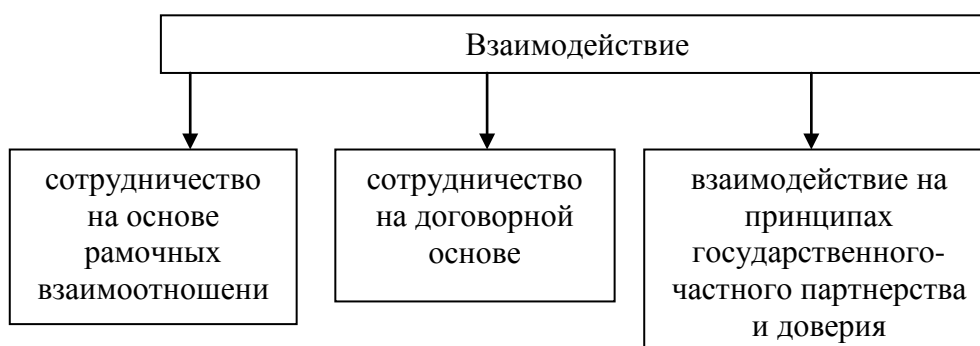 Взаимодействие
сотрудничество
на основе
рамочных
взаимоотношени
сотрудничество
на договорной
основе
взаимодействие на
принципах
государственного-
частного партнерства
и доверия